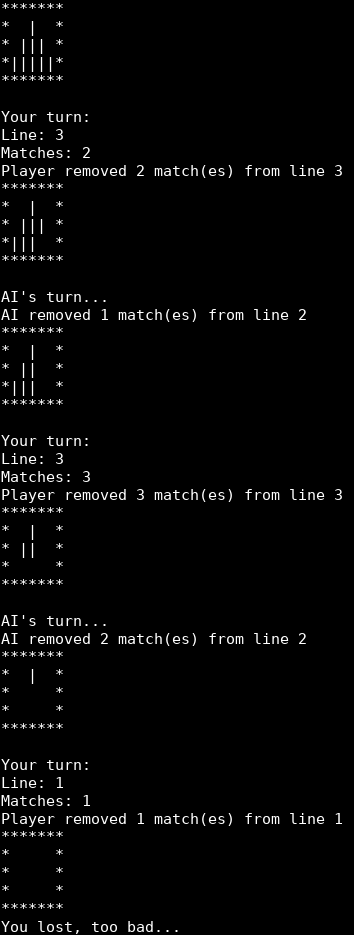 *******
*  |  *
* ||| *
*|||||*
*******

Your turn:
Line: 3
Matches: 2
Player removed 2 match(es) from line 3
*******
*  |  *
* ||| *
*|||  *
*******

AI's turn...
AI removed 1 match(es) from line 2
*******
*  |  *
* ||  *
*|||  *
*******

Your turn:
Line: 3
Matches: 3
Player removed 3 match(es) from line 3
*******
*  |  *
* ||  *
*     *
*******

AI's turn...
AI removed 2 match(es) from line 2
*******
*  |  *
*     *
*     *
*******

Your turn:
Line: 1
Matches: 1
Player removed 1 match(es) from line 1
*******
*     *
*     *
*     *
*******
You lost, too bad...